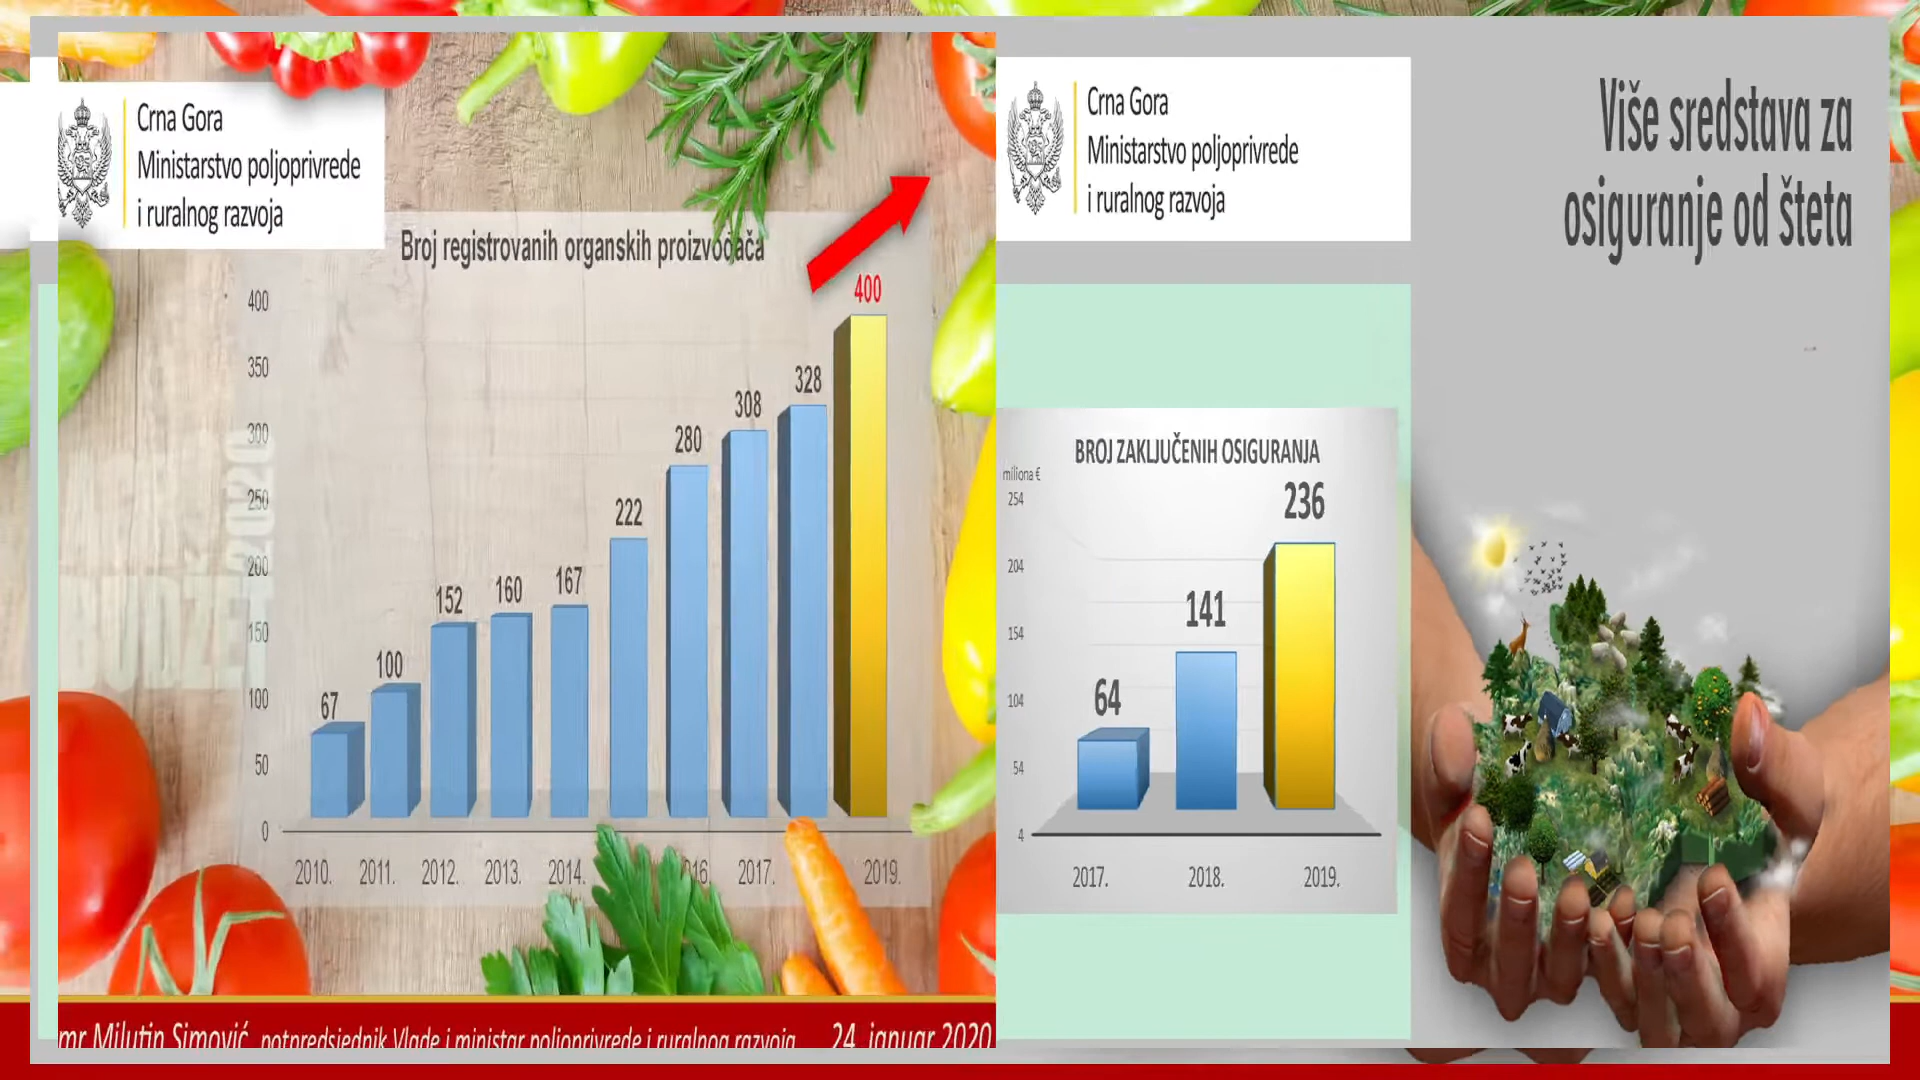 Crna Gora
Ministarstvo poljoprivrede
i ruralnog razvoja
Broj registrovanih organskih proizvođača
400
400
350
300
250
200
150
100
50
0
67
100
152
160
167
222
280
308
328
2010.
2011.
2012.
2013.
2014.
2017.
2019.
BUDŽET 2020
mr Milutin Simović, potpredsjednik Vlade i ministar poljoprivrede i ruralnog razvoja
24. januar 2020
Crna Gora
Ministarstvo poljoprivrede
i ruralnog razvoja
Više sredstava za
osiguranje od šteta
BROJ ZAKLJUČENIH OSIGURANJA
miliona €
254
204
154
104
54
4
64
141
236
2017.
2018.
2019.